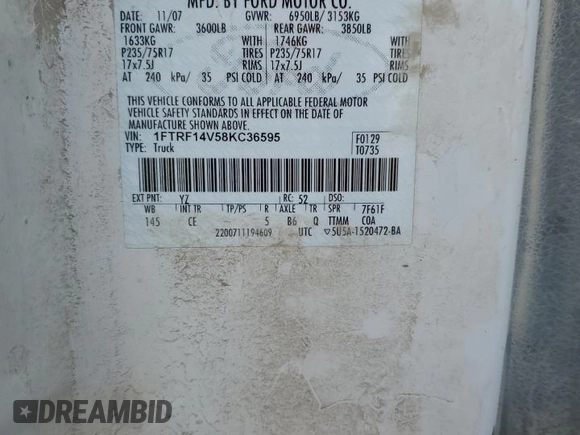 MFD. BY FORD MOTOR CO.
DATE: 11/07 GVWR: 6950LB/ 3153KG
FRONT GAWR: 3600LB REAR GAWR: 3850LB
1633KG WITH 1746KG WITH
P235/75R17 TIRES P235/75R17 TIRES
17x7.5J RIMS 17x7.5J RIMS
AT 240 kPa/ 35 PSI COLD AT 240 kPa/ 35 PSI COLD
THIS VEHICLE CONFORMS TO ALL APPLICABLE FEDERAL MOTOR
VEHICLE SAFETY STANDARDS IN EFFECT ON THE DATE OF
MANUFACTURE SHOWN ABOVE.
VIN: 1FTRF14V58KC36595 F0129
TYPE: Truck T0735
EXT PNT: YZ RC: 52 DSO:
WB INT TR TP/PS R AXLE TR SPR 7F61F
145 CE 5 B6 Q TTMM COA
2200711194609 UTC ▽5U5A-1520472-BA
DREAMBID